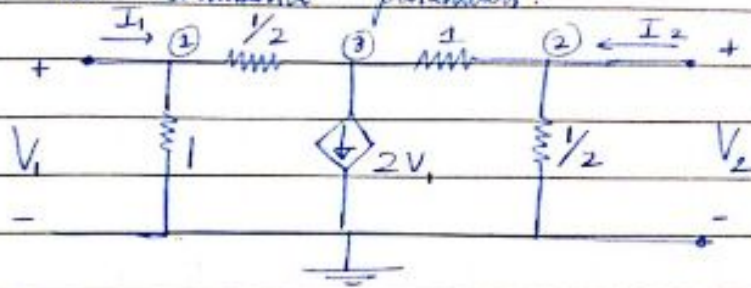 parameters.
I₁ ① 1/2 ③ 1 ② I₂
+ +
V₁ 1 2V₁ 1/2 V₂
- -